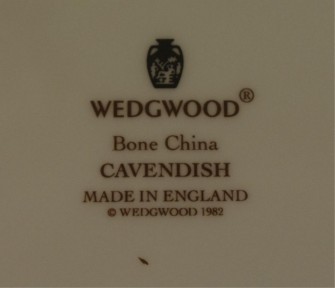 WEDGWOOD®
Bone China
CAVENDISH
MADE IN ENGLAND
© WEDGWOOD 1982